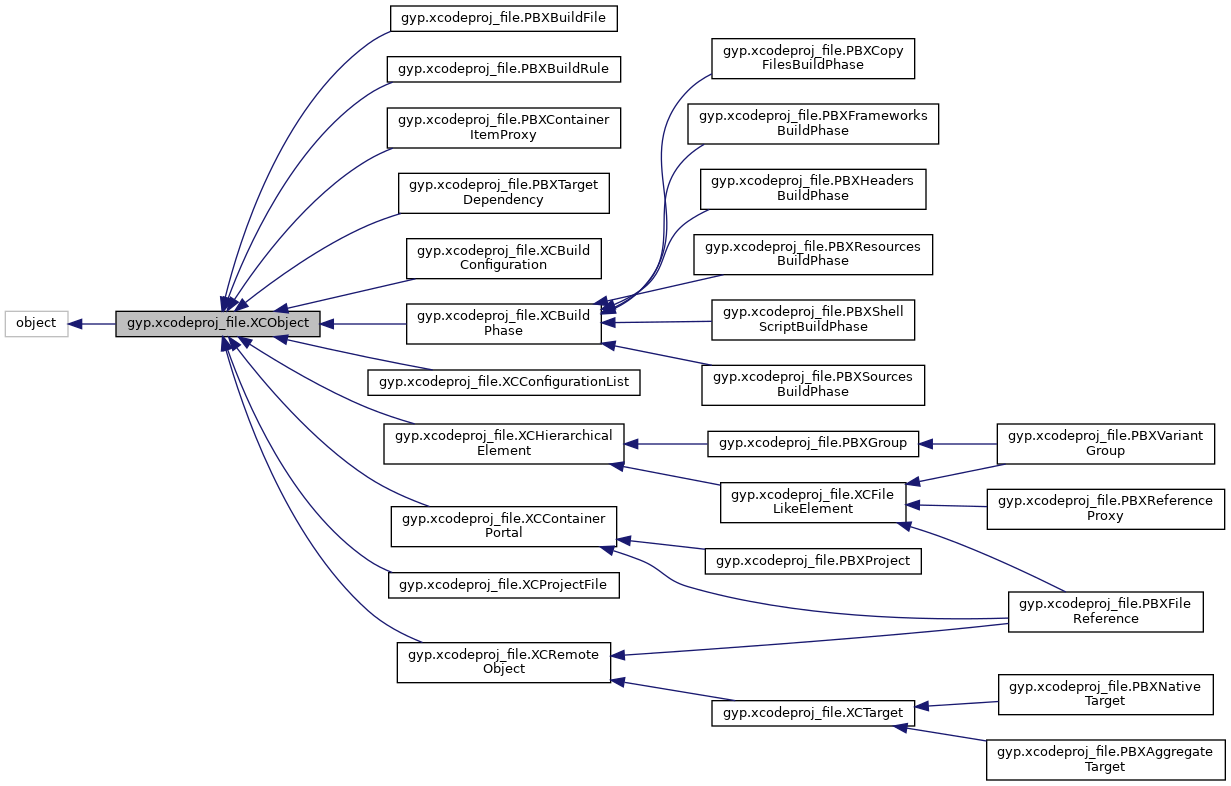 object
gyp.xcodeproj_file.XCObject
gyp.xcodeproj_file.PBXBuildFile
gyp.xcodeproj_file.PBXBuildRule
gyp.xcodeproj_file.PBXContainer
ItemProxy
gyp.xcodeproj_file.PBXTarget
Dependency
gyp.xcodeproj_file.XCBuild
Configuration
gyp.xcodeproj_file.XCBuild
Phase
gyp.xcodeproj_file.XCConfigurationList
gyp.xcodeproj_file.XCHierarchical
Element
gyp.xcodeproj_file.XCContainer
Portal
gyp.xcodeproj_file.XCProjectFile
gyp.xcodeproj_file.XCRemote
Object
gyp.xcodeproj_file.PBXCopy
FilesBuildPhase
gyp.xcodeproj_file.PBXFrameworks
BuildPhase
gyp.xcodeproj_file.PBXHeaders
BuildPhase
gyp.xcodeproj_file.PBXResources
BuildPhase
gyp.xcodeproj_file.PBXShell
ScriptBuildPhase
gyp.xcodeproj_file.PBXSources
BuildPhase
gyp.xcodeproj_file.PBXGroup
gyp.xcodeproj_file.XCFile
LikeElement
gyp.xcodeproj_file.PBXProject
gyp.xcodeproj_file.XCTarget
gyp.xcodeproj_file.PBXVariant
Group
gyp.xcodeproj_file.PBXReference
Proxy
gyp.xcodeproj_file.PBXFile
Reference
gyp.xcodeproj_file.PBXNative
Target
gyp.xcodeproj_file.PBXAggregate
Target